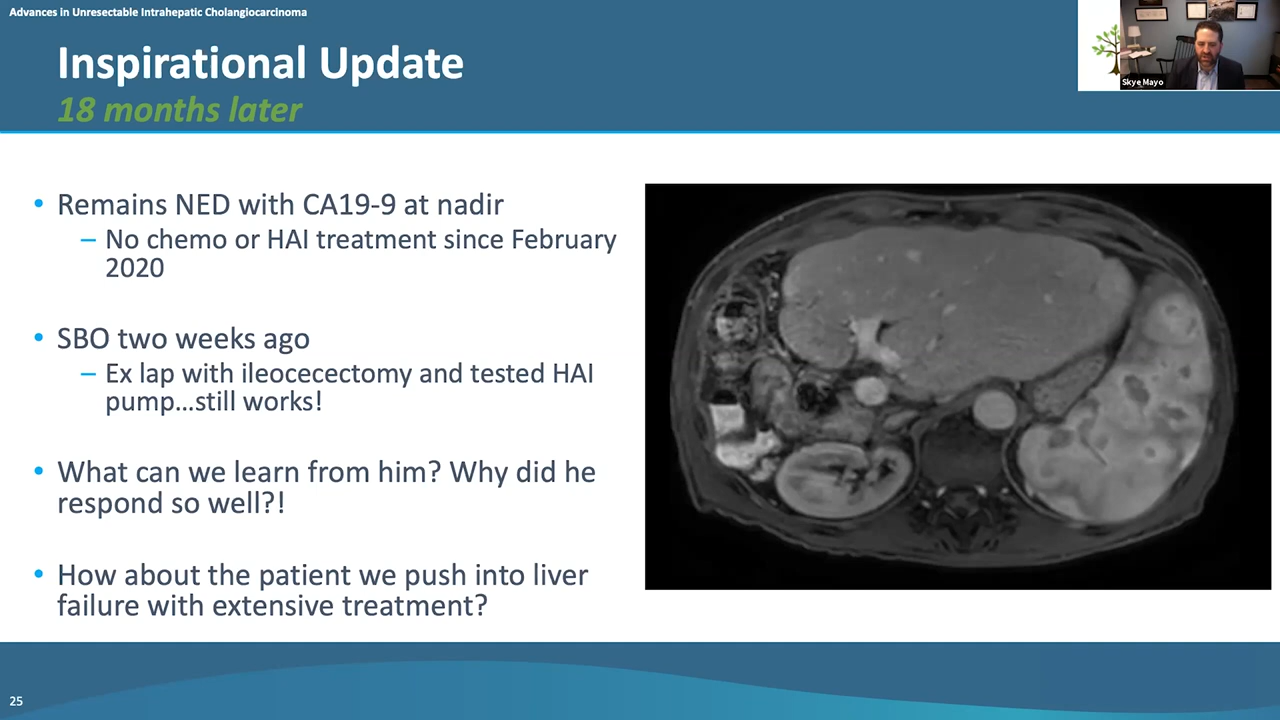 Advances in Unresectable Intrahepatic Cholangiocarcinoma
Inspirational Update
18 months later
Skye Mayo
• Remains NED with CA19-9 at nadir
– No chemo or HAI treatment since February
2020
• SBO two weeks ago
– Ex lap with ileocecectomy and tested HAI
pump...still works!
• What can we learn from him? Why did he
respond so well?!
• How about the patient we push into liver
failure with extensive treatment?
25